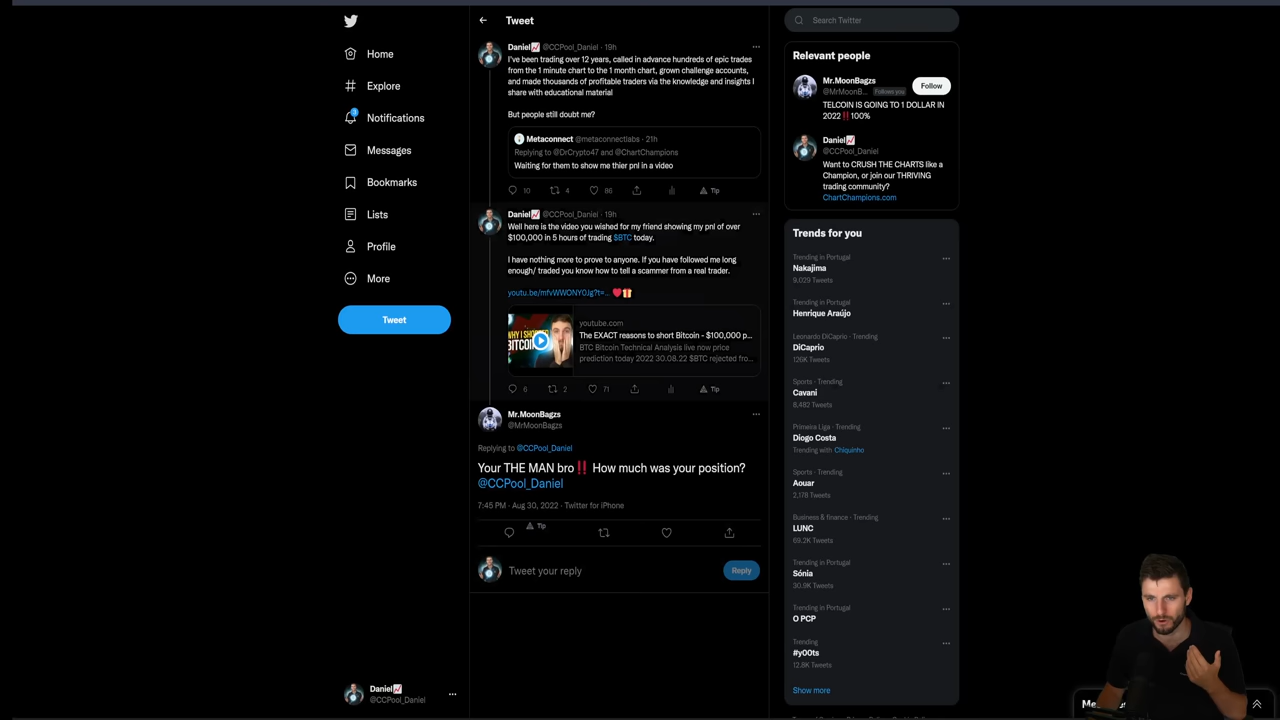 Home
Explore
3
Notifications
Messages
Bookmarks
Lists
Profile
More
Tweet
Daniel📈
@CCPool_Daniel
Tweet
Daniel📈 @CCPool_Daniel · 19h
I've been trading over 12 years, called in advance hundreds of epic trades
from the 1 minute chart to the 1 month chart, grown challenge accounts,
and made thousands of profitable traders via the knowledge and insights I
share with educational material
But people still doubt me?
Metaconnect @metaconnectlabs · 21h
Replying to @DrCrypto47 and @ChartChampions
Waiting for them to show me thier pnl in a video
10 4 86 Tip
Daniel📈 @CCPool_Daniel · 19h
Well here is the video you wished for my friend showing my pnl of over
$100,000 in 5 hours of trading $BTC today.
I have nothing more to prove to anyone. If you have followed me long
enough/ traded you know how to tell a scammer from a real trader.
youtu.be/mfvWWONY0Jg?t=… ❤️🎁
WHY I SHORTED
BITCOIN
youtube.com
The EXACT reasons to short Bitcoin - $100,000 p...
BTC Bitcoin Technical Analysis live now price
prediction today 2022 30.08.22 $BTC rejected fro…
6 2 71 Tip
Mr.MoonBagzs
@MrMoonBagzs
Replying to @CCPool_Daniel
Your THE MAN bro‼️ How much was your position?
@CCPool_Daniel
7:45 PM · Aug 30, 2022 · Twitter for iPhone
Tip
Tweet your reply
Reply
Search Twitter
Relevant people
Mr.MoonBagzs
@MrMoonB... Follows you
Follow
TELCOIN IS GOING TO 1 DOLLAR IN
2022‼️100%
Daniel📈
@CCPool_Daniel
Want to CRUSH THE CHARTS like a
Champion, or join our THRIVING
trading community?
ChartChampions.com
Trends for you
Trending in Portugal
Nakajima
9,029 Tweets
Trending in Portugal
Henrique Araújo
Leonardo DiCaprio · Trending
DiCaprio
126K Tweets
Sports · Trending
Cavani
8,482 Tweets
Primeira Liga · Trending
Diogo Costa
Trending with Chiquinho
Sports · Trending
Aouar
2,178 Tweets
Business & finance · Trending
LUNC
69.2K Tweets
Trending in Portugal
Sónia
30.9K Tweets
Trending in Portugal
O PCP
Trending
#y00ts
12.8K Tweets
Show more